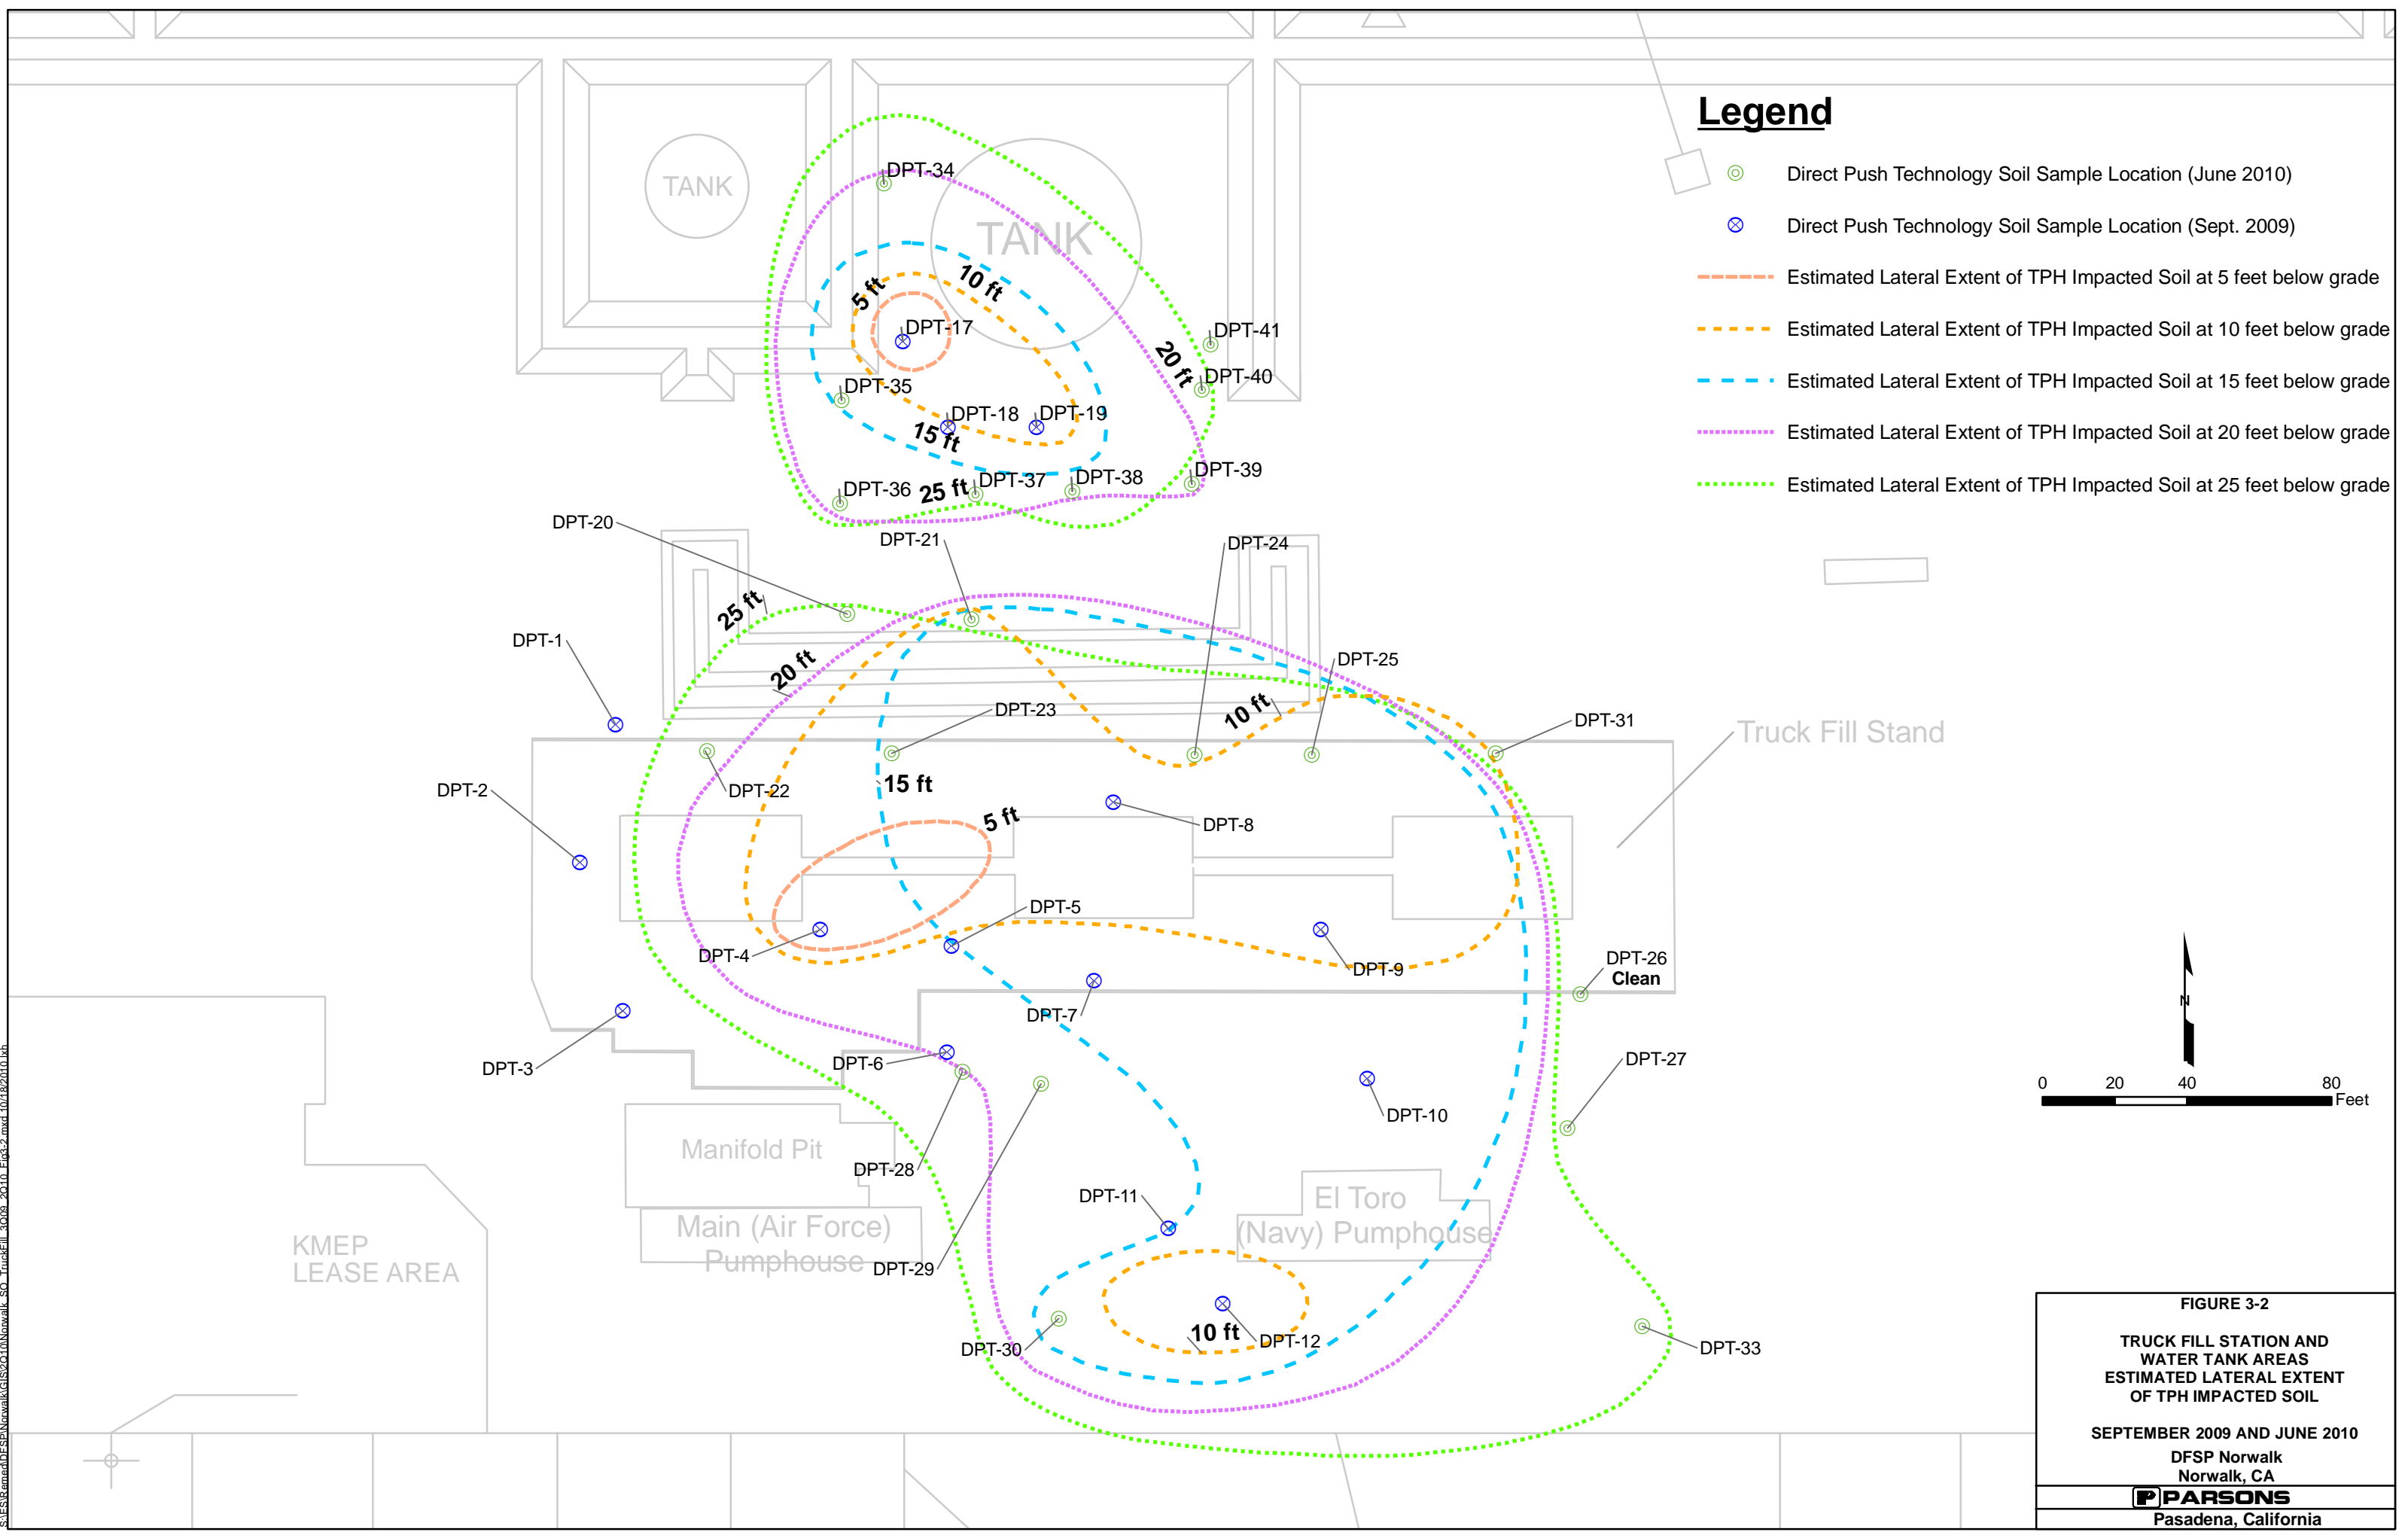 Legend
Direct Push Technology Soil Sample Location (June 2010)
Direct Push Technology Soil Sample Location (Sept. 2009)
Estimated Lateral Extent of TPH Impacted Soil at 5 feet below grade
Estimated Lateral Extent of TPH Impacted Soil at 10 feet below grade
Estimated Lateral Extent of TPH Impacted Soil at 15 feet below grade
Estimated Lateral Extent of TPH Impacted Soil at 20 feet below grade
Estimated Lateral Extent of TPH Impacted Soil at 25 feet below grade
TANK
TANK
DPT-34
5 ft
10 ft
DPT-17
DPT-41
20 ft
DPT-40
DPT-35
DPT-18
DPT-19
15 ft
DPT-39
DPT-36
25 ft
DPT-37
DPT-38
DPT-20
DPT-21
DPT-24
25 ft
DPT-1
20 ft
DPT-25
DPT-23
10 ft
DPT-31
Truck Fill Stand
DPT-2
DPT-22
15 ft
5 ft
DPT-8
DPT-5
DPT-4
DPT-9
DPT-26
Clean
DPT-7
DPT-3
DPT-6
DPT-27
DPT-10
Manifold Pit
DPT-28
DPT-11
El Toro
(Navy) Pumphouse
Main (Air Force)
Pumphouse
DPT-29
KMEP
LEASE AREA
10 ft
DPT-12
DPT-30
DPT-33
N
0 20 40 80
Feet
FIGURE 3-2
TRUCK FILL STATION AND
WATER TANK AREAS
ESTIMATED LATERAL EXTENT
OF TPH IMPACTED SOIL
SEPTEMBER 2009 AND JUNE 2010
DFSP Norwalk
Norwalk, CA
PARSONS
Pasadena, California